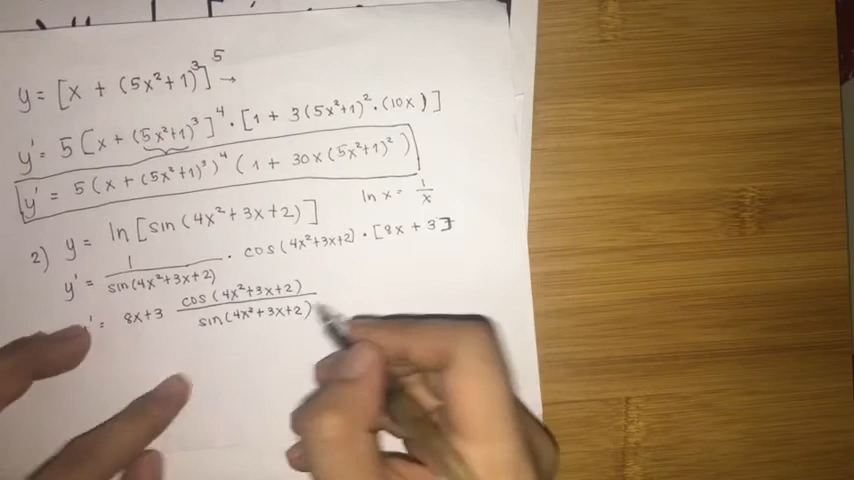 y = [x + (5x²+1)³]⁵ →
y' = 5[x + (5x²+1)³]⁴ · [1 + 3(5x²+1)² · (10x)]
y' = 5(x + (5x²+1)³)⁴ (1 + 30x(5x²+1)²)
ln x = 1/x
2) y = ln[sin(4x²+3x+2)]
y' = 1/sin(4x²+3x+2) · cos(4x²+3x+2) · [8x+3]
y' = 8x+3 cos(4x²+3x+2)/sin(4x²+3x+2)